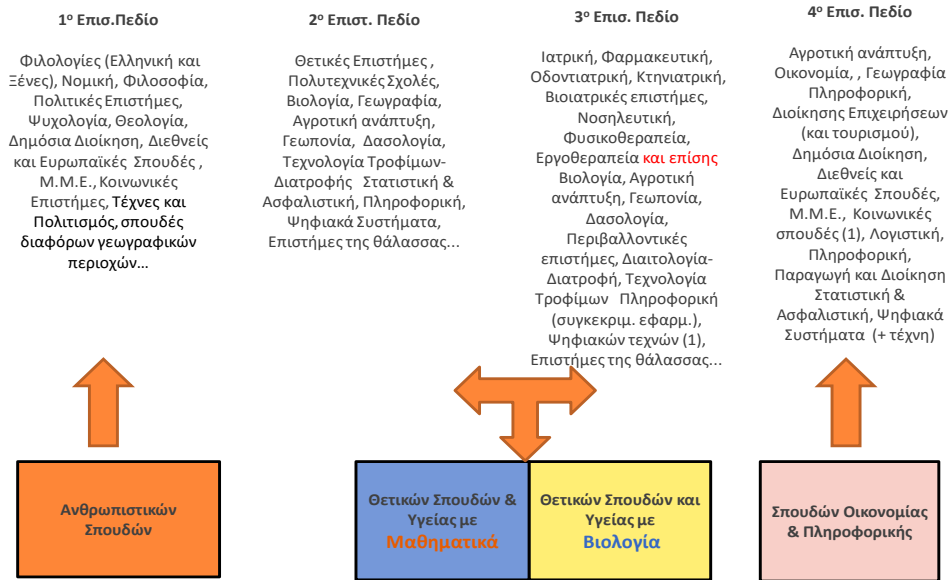 1ο Επισ.Πεδίο
Φιλολογίες (Ελληνική και
Ξένες), Νομική, Φιλοσοφία,
Πολιτικές Επιστήμες,
Ψυχολογία, Θεολογία,
Δημόσια Διοίκηση, Διεθνείς
και Ευρωπαϊκές Σπουδές ,
Μ.Μ.Ε., Κοινωνικές
Επιστήμες, Τέχνες και
Πολιτισμός, σπουδές
διαφόρων γεωγραφικών
περιοχών...
2ο Επιστ. Πεδίο
Θετικές Επιστήμες ,
Πολυτεχνικές Σχολές,
Βιολογία, Γεωγραφία,
Αγροτική ανάπτυξη,
Γεωπονία, Δασολογία,
Τεχνολογία Τροφίμων-
Διατροφής Στατιστική &
Ασφαλιστική, Πληροφορική,
Ψηφιακά Συστήματα,
Επιστήμες της θάλασσας...
3ο Επισ. Πεδίο
Ιατρική, Φαρμακευτική,
Οδοντιατρική, Κτηνιατρική,
Βιοιατρικές επιστήμες,
Νοσηλευτική,
Φυσικοθεραπεία,
Εργοθεραπεία και επίσης
Βιολογία, Αγροτική
ανάπτυξη, Γεωπονία,
Δασολογία,
Περιβαλλοντικές
επιστήμες, Διαιτολογία-
Διατροφή, Τεχνολογία
Τροφίμων Πληροφορική
(συγκεκριμ. εφαρμ.),
Ψηφιακών τεχνών (1),
Επιστήμες της θάλασσας...
4ο Επισ. Πεδίο
Αγροτική ανάπτυξη,
Οικονομία, , Γεωγραφία
Πληροφορική,
Διοίκησης Επιχειρήσεων
(και τουρισμού),
Δημόσια Διοίκηση,
Διεθνείς και
Ευρωπαϊκές Σπουδές,
Μ.Μ.Ε., Κοινωνικές
σπουδές (1), Λογιστική,
Πληροφορική,
Παραγωγή και Διοίκηση
Στατιστική &
Ασφαλιστική, Ψηφιακά
Συστήματα (+ τέχνη)
Ανθρωπιστικών
Σπουδών
Θετικών Σπουδών &
Υγείας με
Μαθηματικά
Θετικών Σπουδών και
Υγείας με
Βιολογία
Σπουδών Οικονομίας
& Πληροφορικής